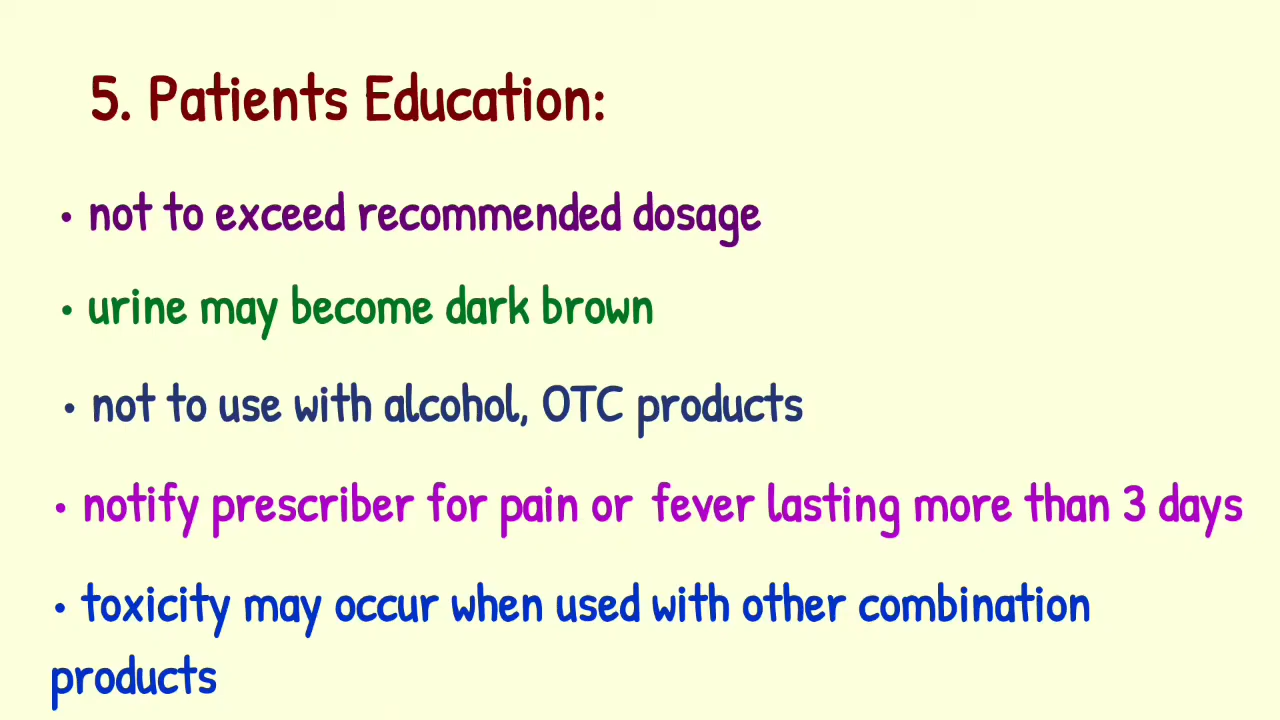 5. Patients Education:
• not to exceed recommended dosage
• urine may become dark brown
• not to use with alcohol, OTC products
• notify prescriber for pain or fever lasting more than 3 days
• toxicity may occur when used with other combination
products